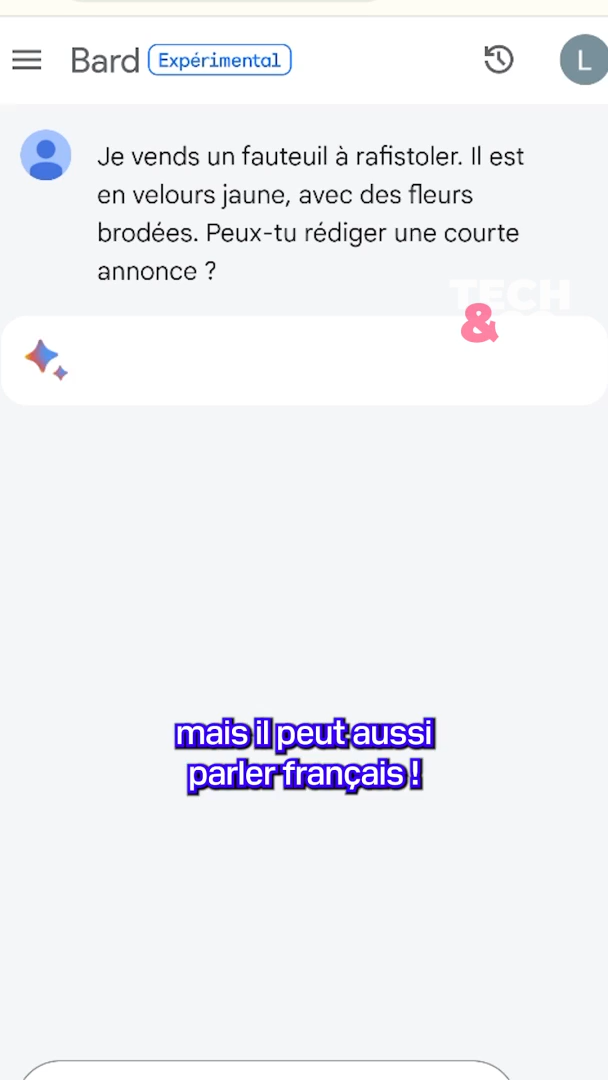 Bard Expérimental
L
Je vends un fauteuil à rafistoler. Il est
en velours jaune, avec des fleurs
brodées. Peux-tu rédiger une courte
annonce ?
TECH
&
mais il peut aussi
parler français !